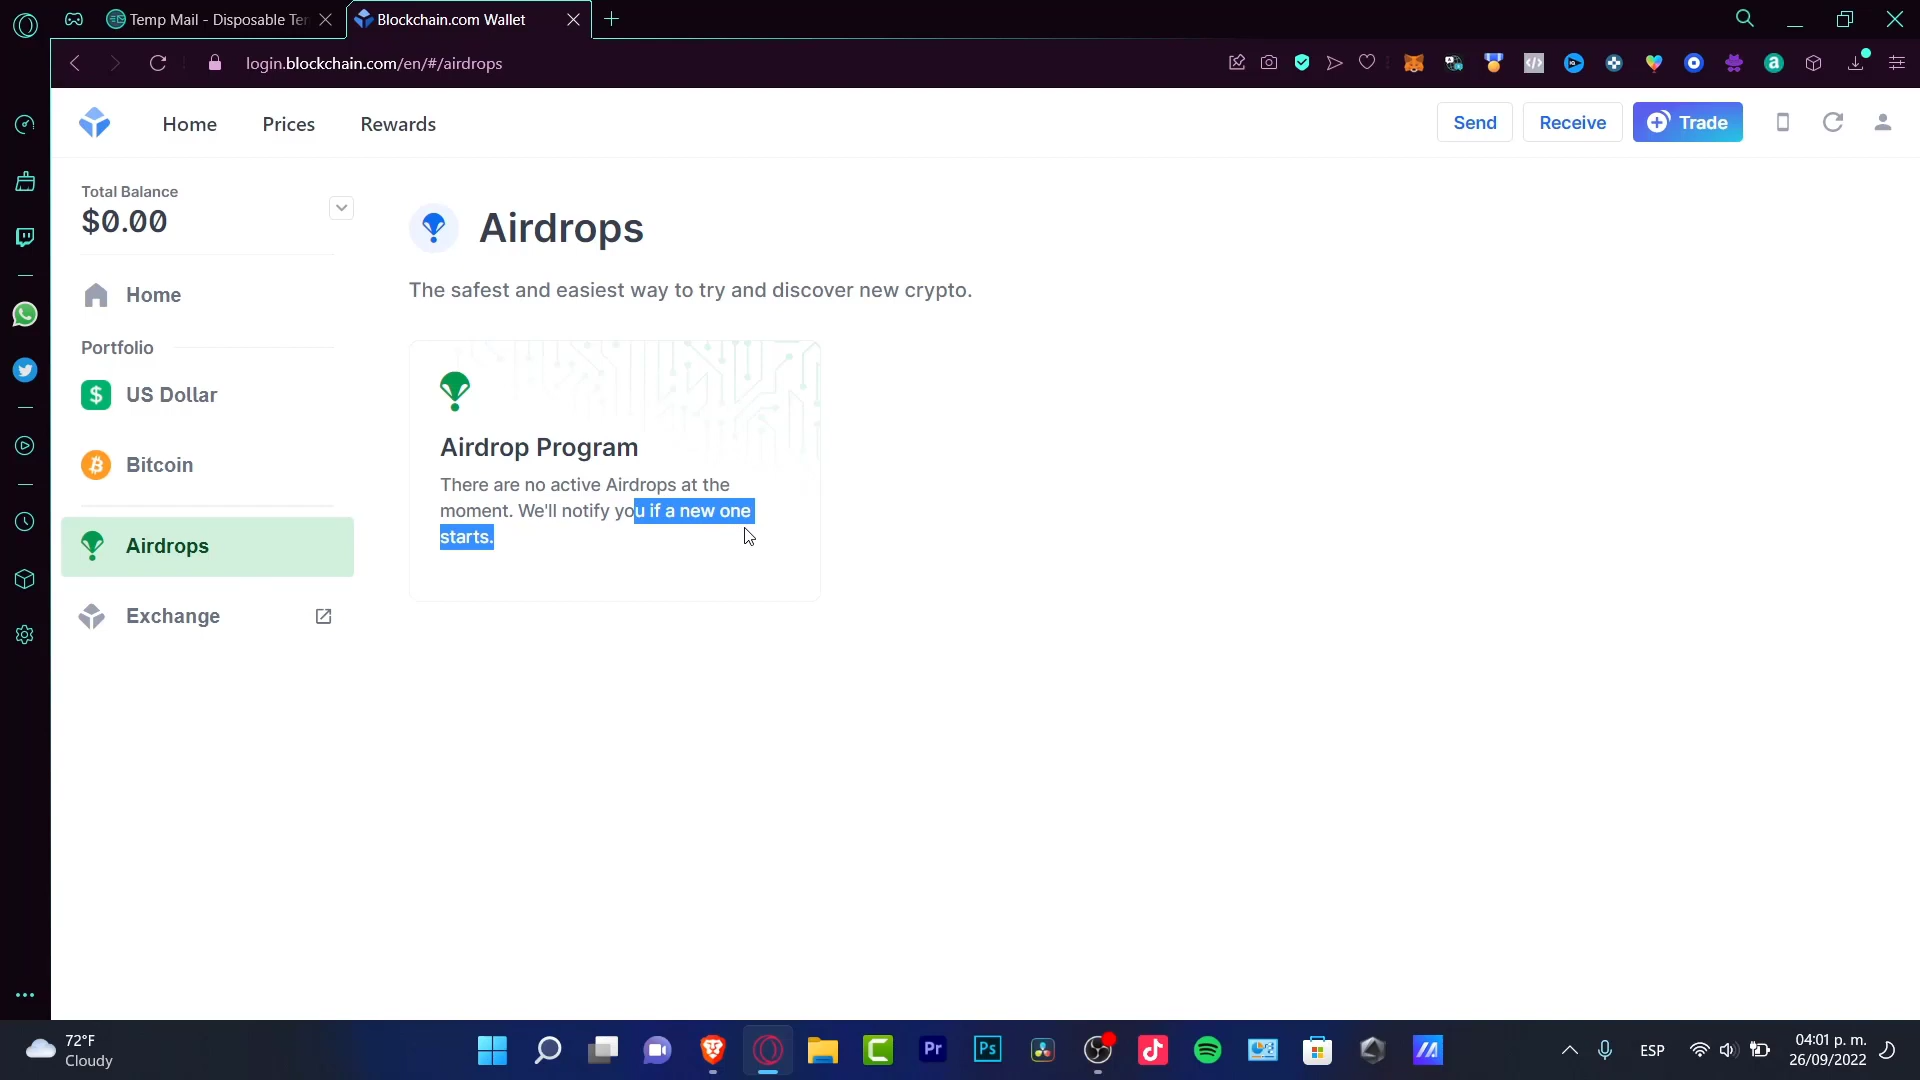 Temp Mail - Disposable Te
Blockchain.com Wallet
login.blockchain.com/en/#/airdrops
Home
Prices
Rewards
Send
Receive
Trade
Total Balance
$0.00
Home
Portfolio
US Dollar
Bitcoin
Airdrops
Exchange
Airdrops
The safest and easiest way to try and discover new crypto.
Airdrop Program
There are no active Airdrops at the
moment. We'll notify you if a new one
starts.
72°F
Cloudy
Pr
Ps
ESP
04:01 p. m.
26/09/2022